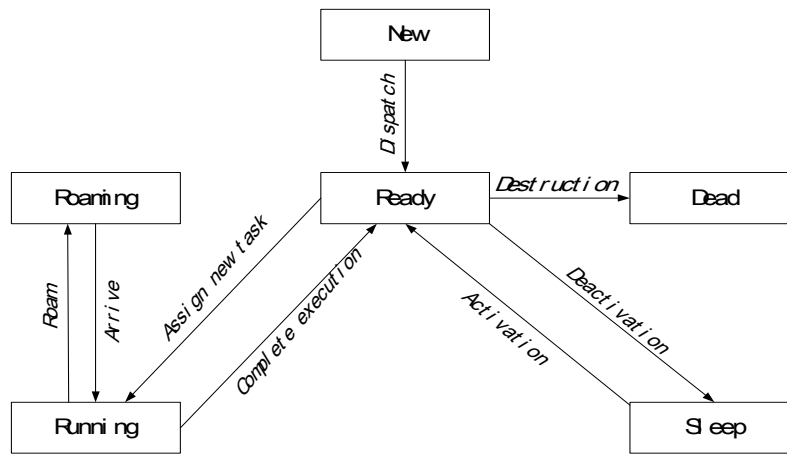 New
Dispatch
Roaming
Ready
Destruction
Dead
Roam
Arrive
Assign new task
Complete execution
Activation
Deactivation
Running
Sleep